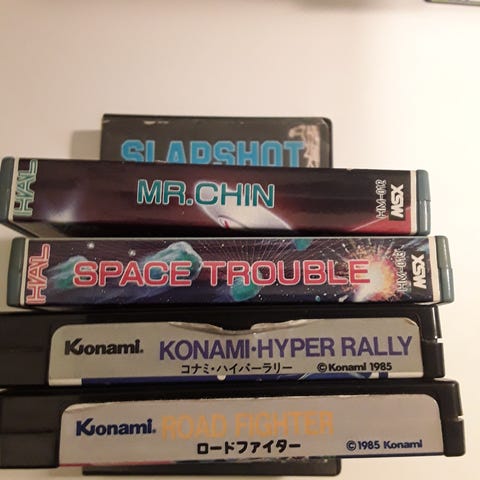 SLAPSHOT
HAL MR.CHIN HM-012 MSX
HAL SPACE TROUBLE HM-013 MSX
Konami. KONAMI·HYPER RALLY
コナミ・ハイパーラリー ©Konami 1985
Konami. ROAD FIGHTER
ロードファイター ©1985 Konami